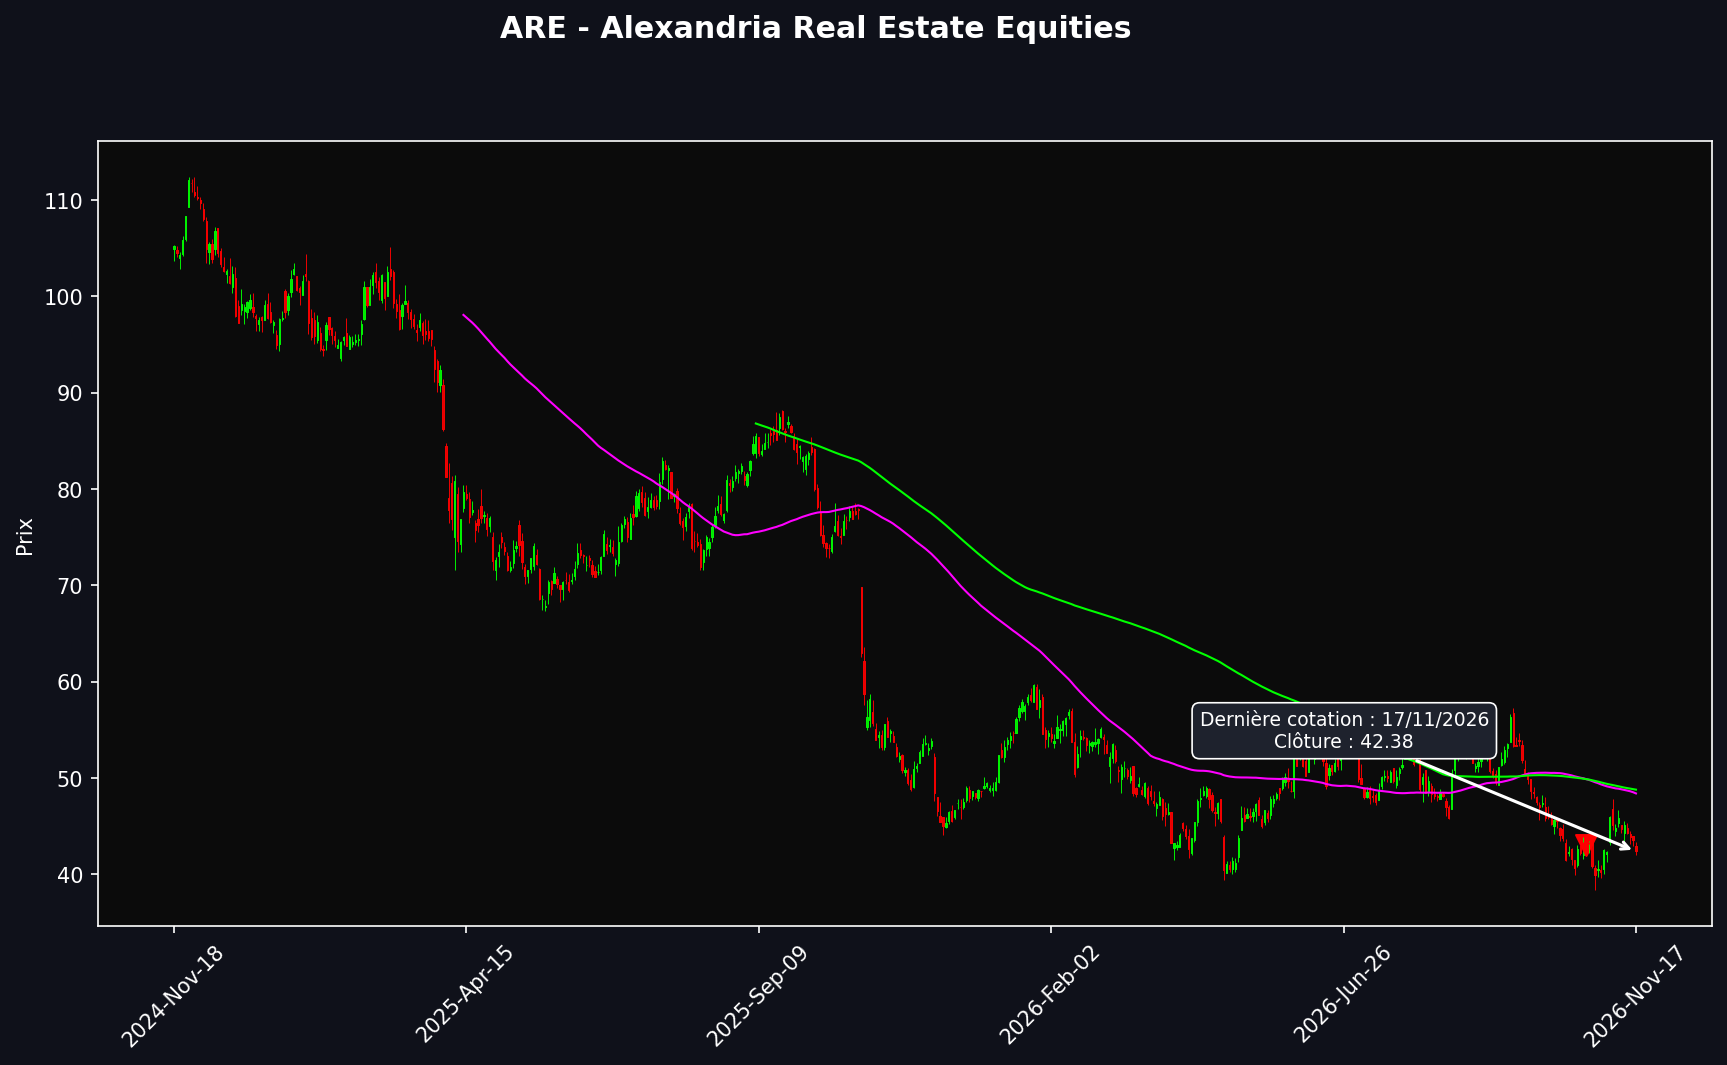 ARE - Alexandria Real Estate Equities
Prix
110
100
90
80
70
60
50
40
Dernière cotation : 17/11/2026
Clôture : 42.38
2024-Nov-18
2025-Apr-15
2025-Sep-09
2026-Feb-02
2026-Jun-26
2026-Nov-17